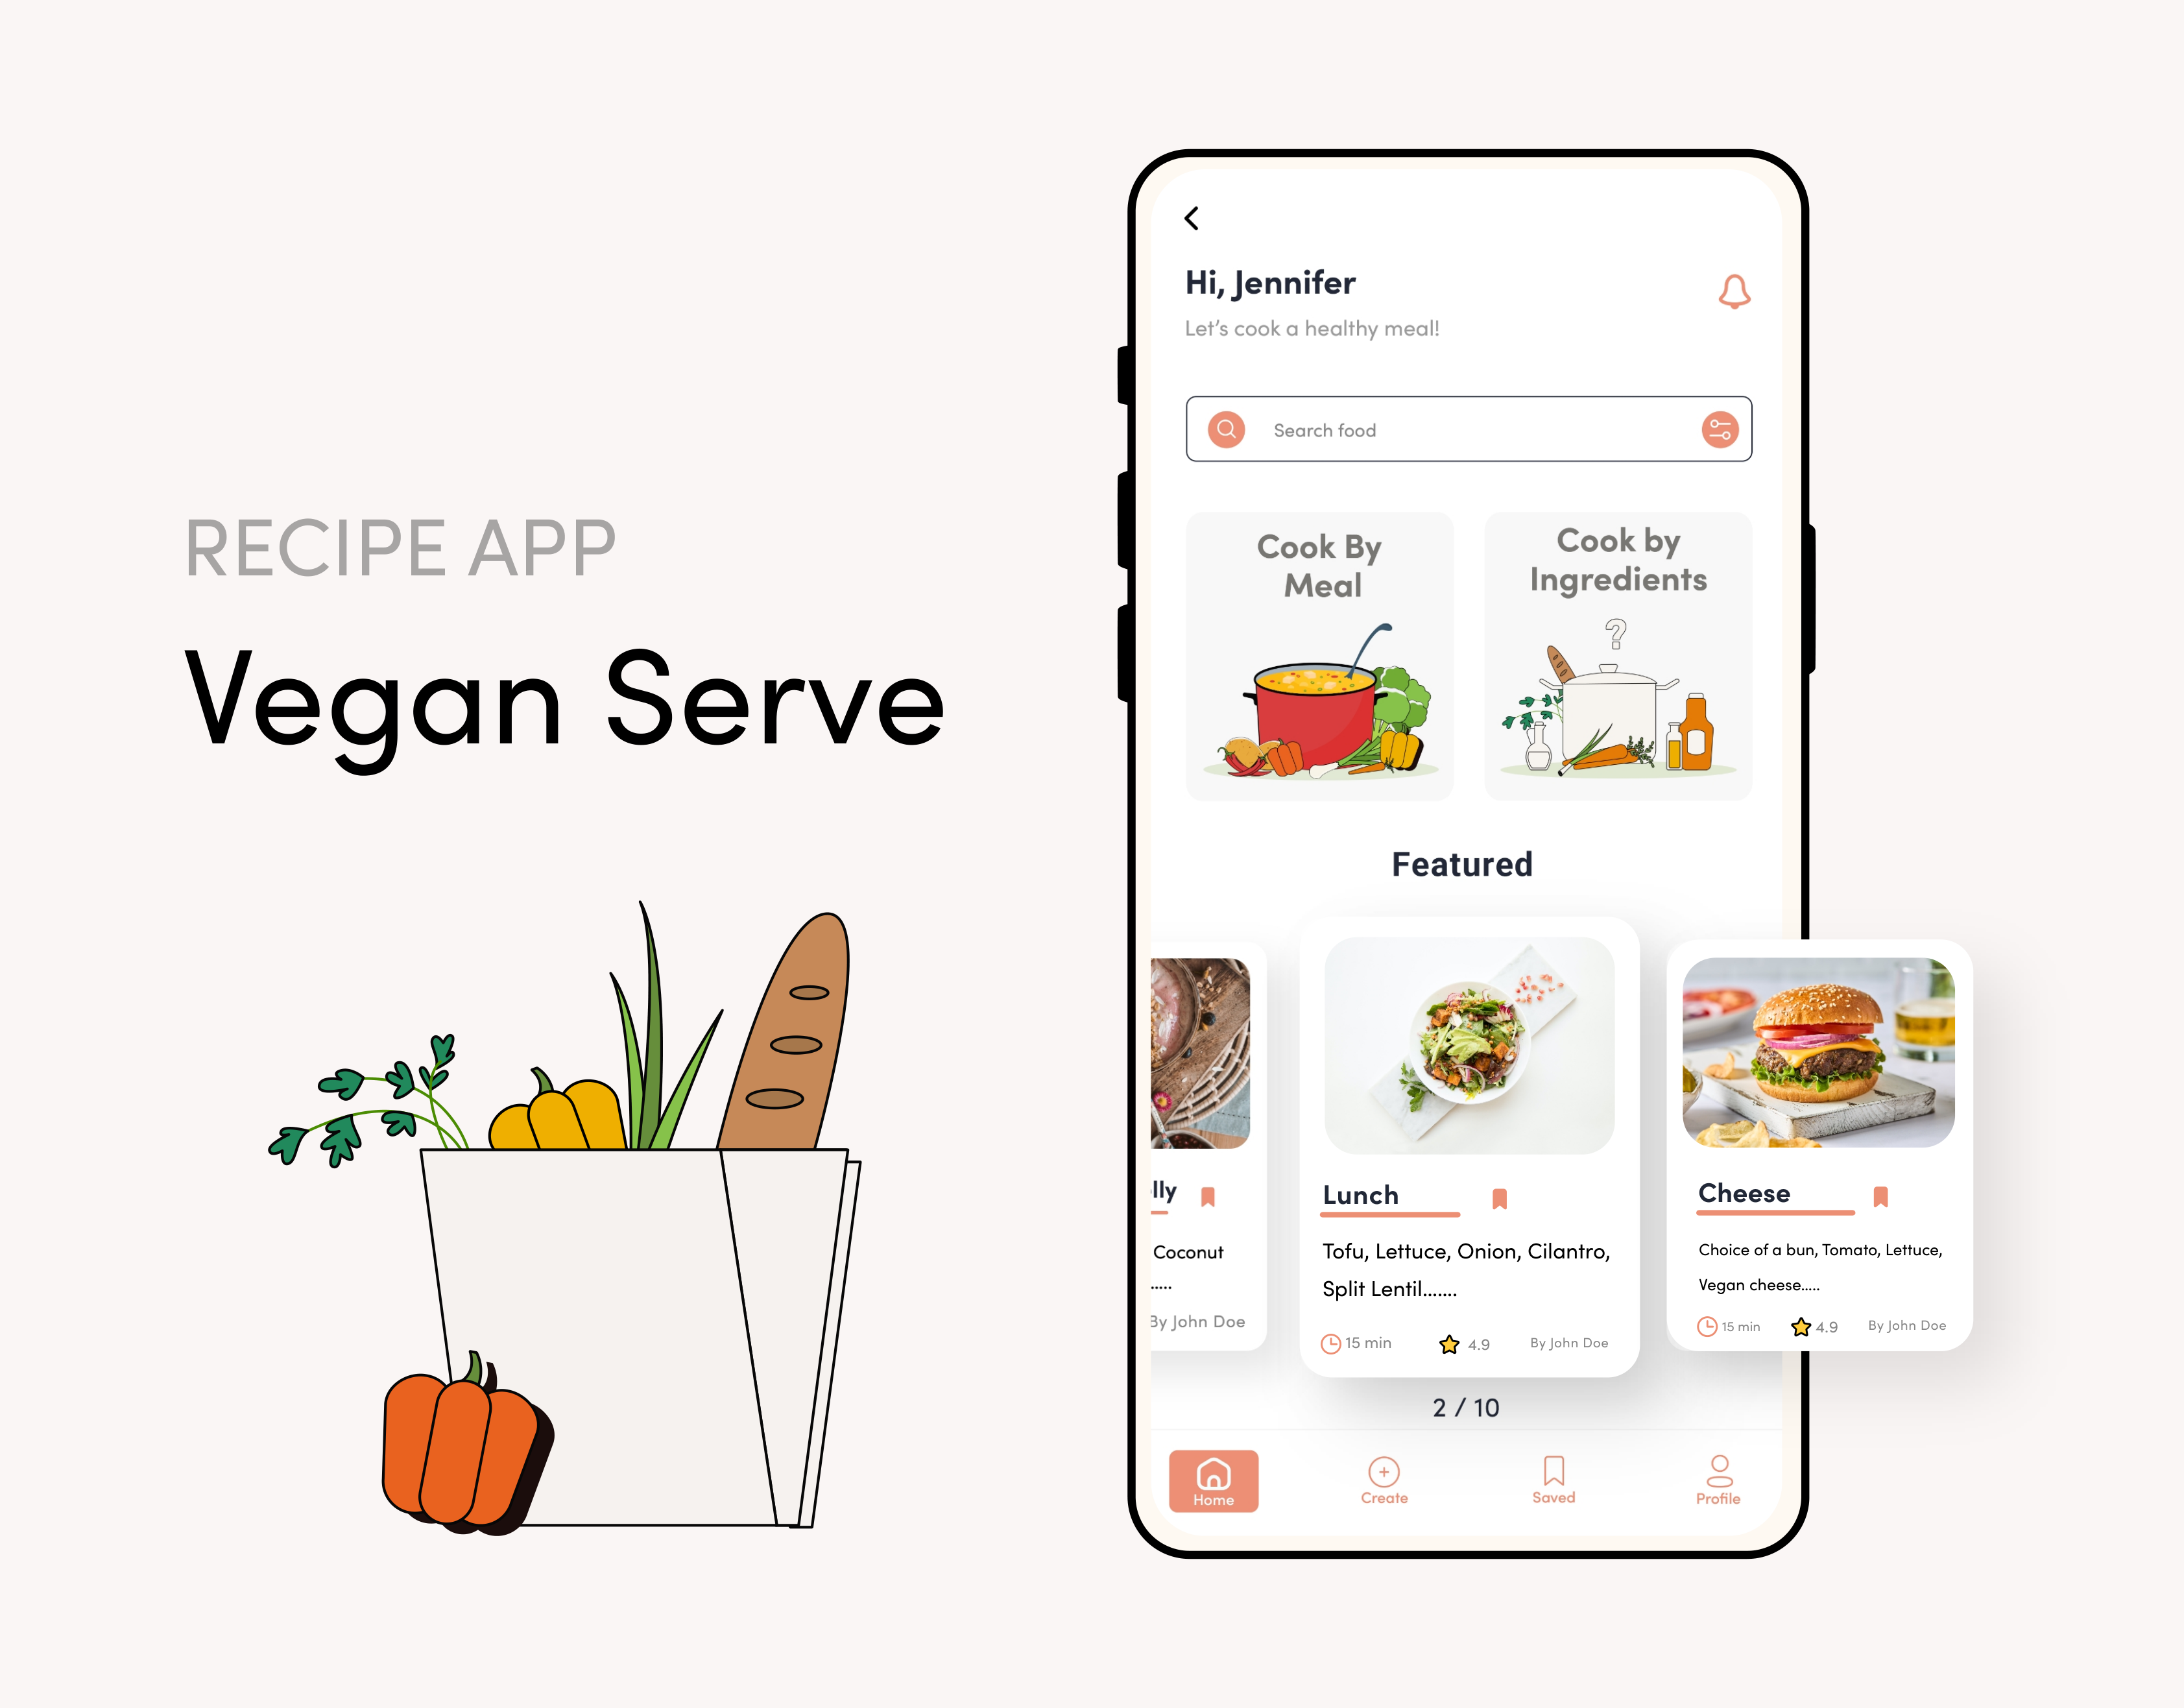 RECIPE APP
Vegan Serve
Hi, Jennifer
Let's cook a healthy meal!
Search food
Cook By
Meal
Cook by
Ingredients
?
Featured
lly
Coconut
.....
By John Doe
Lunch
Tofu, Lettuce, Onion, Cilantro,
Split Lentil.......
15 min 4.9 By John Doe
Cheese
Choice of a bun, Tomato, Lettuce,
Vegan cheese.....
15 min 4.9 By John Doe
2 / 10
Home Create Saved Profile